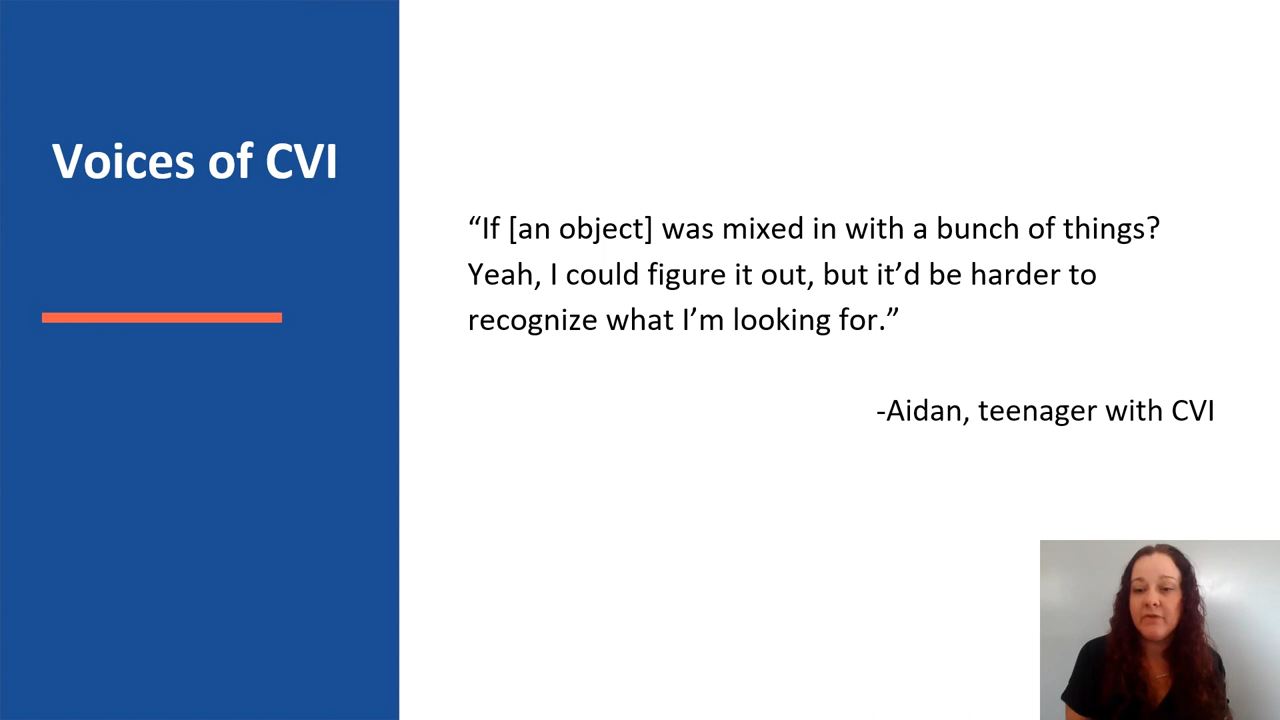 Voices of CVI
“If [an object] was mixed in with a bunch of things?
Yeah, I could figure it out, but it’d be harder to
recognize what I’m looking for.”
-Aidan, teenager with CVI